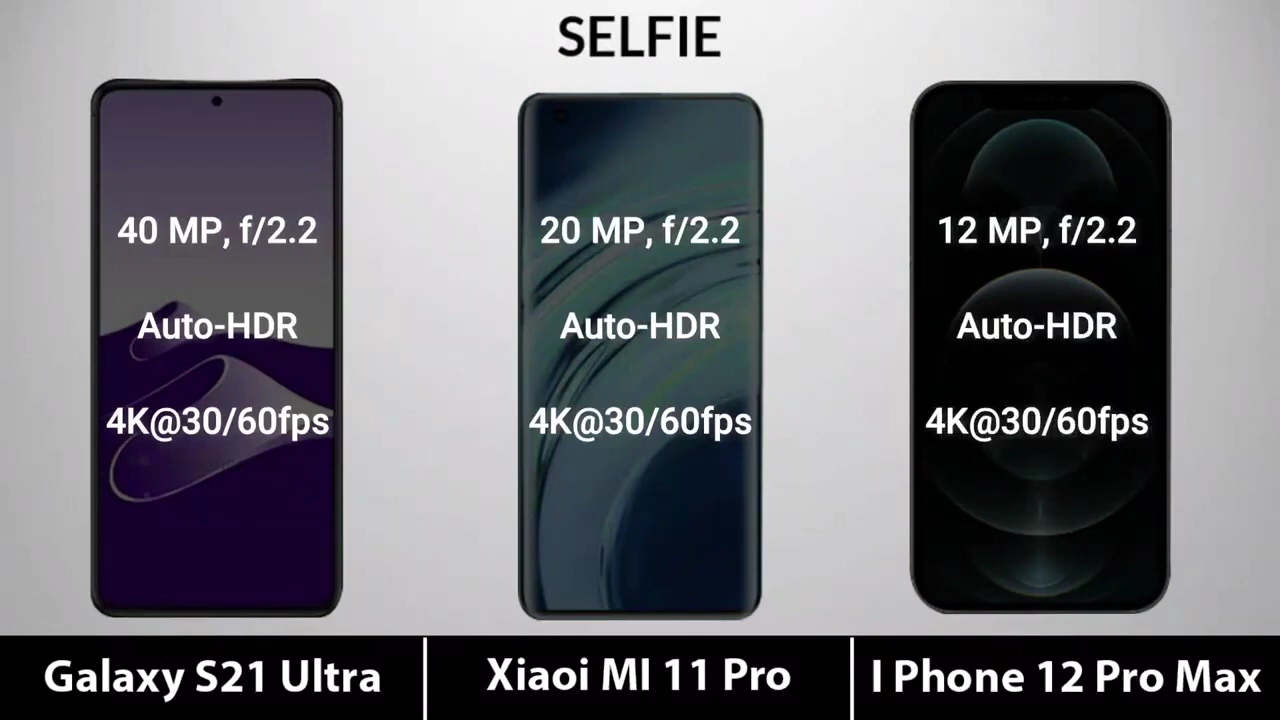 SELFIE
40 MP, f/2.2
Auto-HDR
4K@30/60fps
20 MP, f/2.2
Auto-HDR
4K@30/60fps
12 MP, f/2.2
Auto-HDR
4K@30/60fps
Galaxy S21 Ultra
Xiaoi MI 11 Pro
I Phone 12 Pro Max